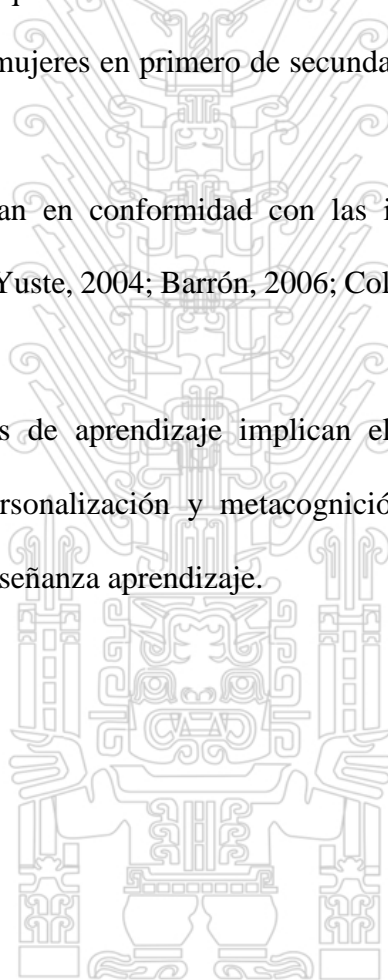 mujeres en primero de secunda
an en conformidad con las i
Yuste, 2004; Barrón, 2006; Col
s de aprendizaje implican el
rsonalización y metacognició
señanza aprendizaje.